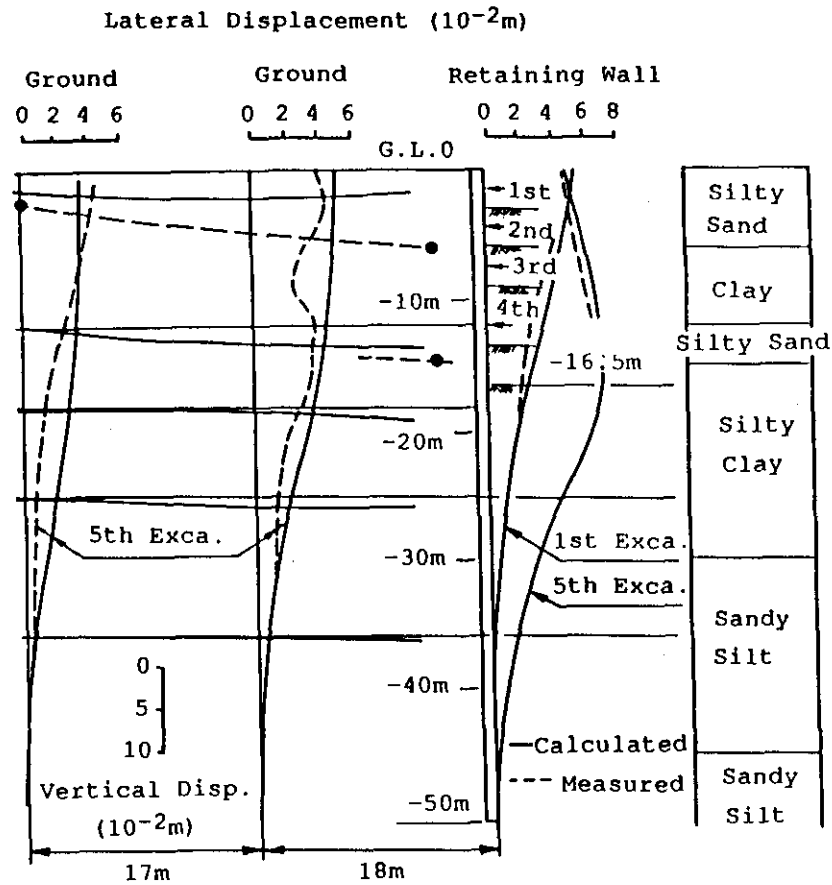 Lateral Displacement (10-2m)
Ground
Ground
Retaining Wall
0 2 4 6
0 2 4 6
0 2 4 6 8
G.L.0
1st
2nd
3rd
4th
-10m
-16.5m
-20m
-30m
-40m
-50m
5th Exca.
1st Exca.
5th Exca.
Silty
Sand
Clay
Silty Sand
Silty
Clay
Sandy
Silt
Sandy
Silt
0
5
10
Vertical Disp.
(10-2m)
Calculated
Measured
17m
18m